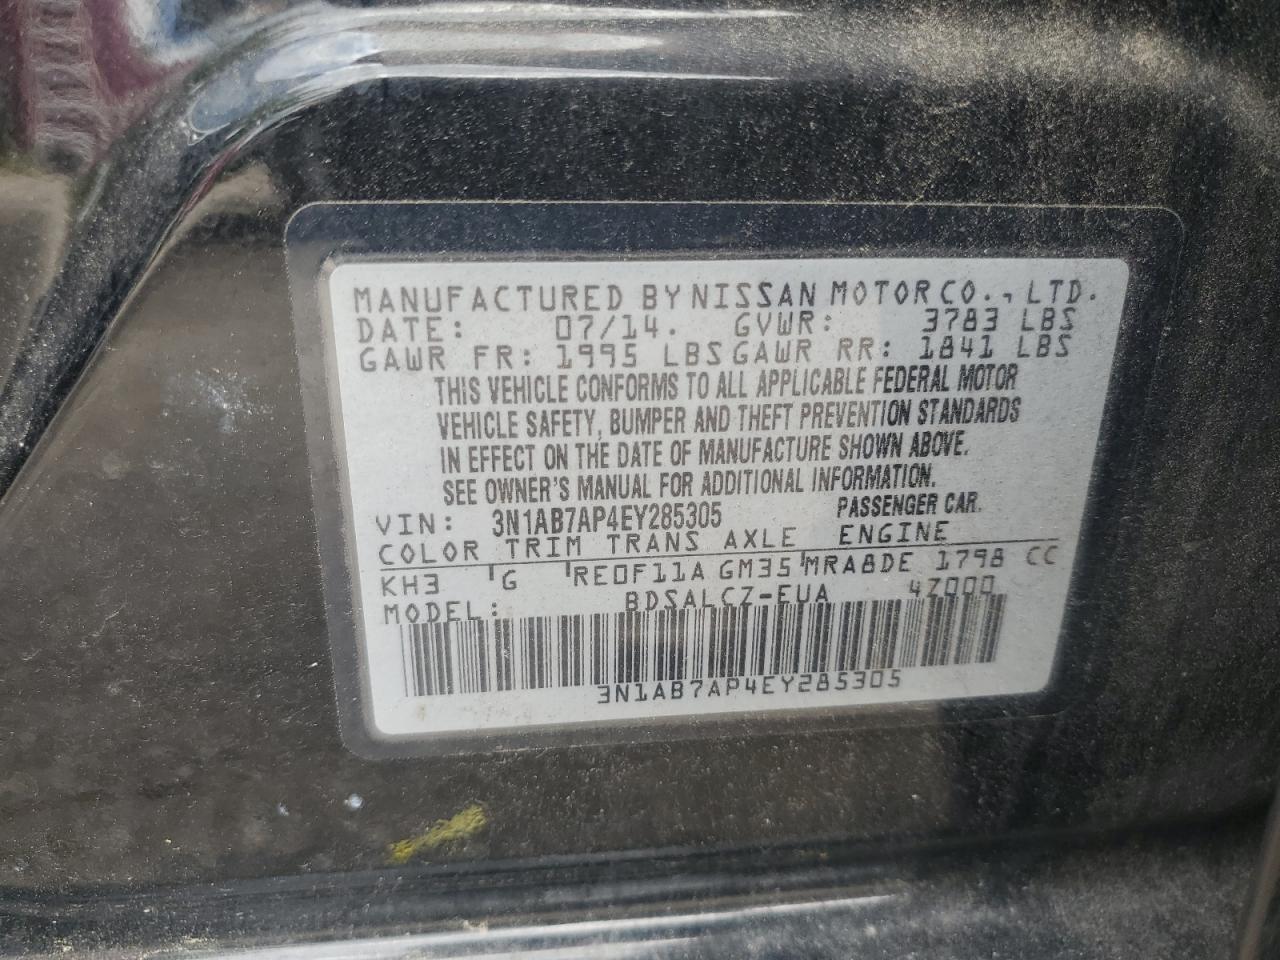 MANUFACTURED BY NISSAN MOTOR CO., LTD.
DATE: 07/14. GVWR: 3783 LBS
GAWR FR: 1995 LBS GAWR RR: 1841 LBS
THIS VEHICLE CONFORMS TO ALL APPLICABLE FEDERAL MOTOR
VEHICLE SAFETY, BUMPER AND THEFT PREVENTION STANDARDS
IN EFFECT ON THE DATE OF MANUFACTURE SHOWN ABOVE.
SEE OWNER'S MANUAL FOR ADDITIONAL INFORMATION.
VIN: 3N1AB7AP4EY285305 PASSENGER CAR.
COLOR TRIM TRANS AXLE ENGINE
KH3 G RE0F11A GM35 MRA8DE 1798 CC
MODEL: BDSALCZ-EUA 4Z000
3N1AB7AP4EY285305